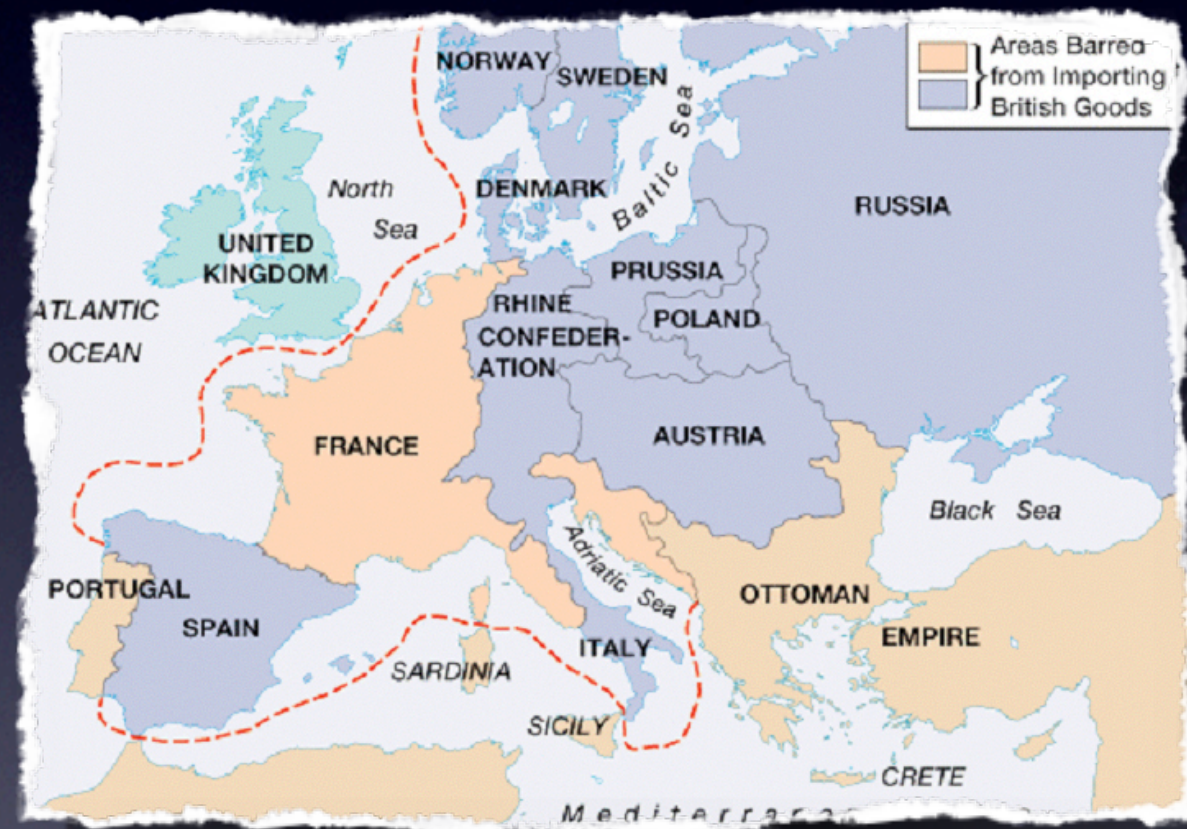 NORWAY
SWEDEN
Areas Barred
from Importing
British Goods
Baltic Sea
North
Sea
DENMARK
RUSSIA
UNITED
KINGDOM
PRUSSIA
ATLANTIC
OCEAN
RHINE
CONFEDER-
ATION
POLAND
FRANCE
AUSTRIA
Black Sea
Adriatic Sea
PORTUGAL
SPAIN
OTTOMAN
EMPIRE
ITALY
SARDINIA
SICILY
CRETE